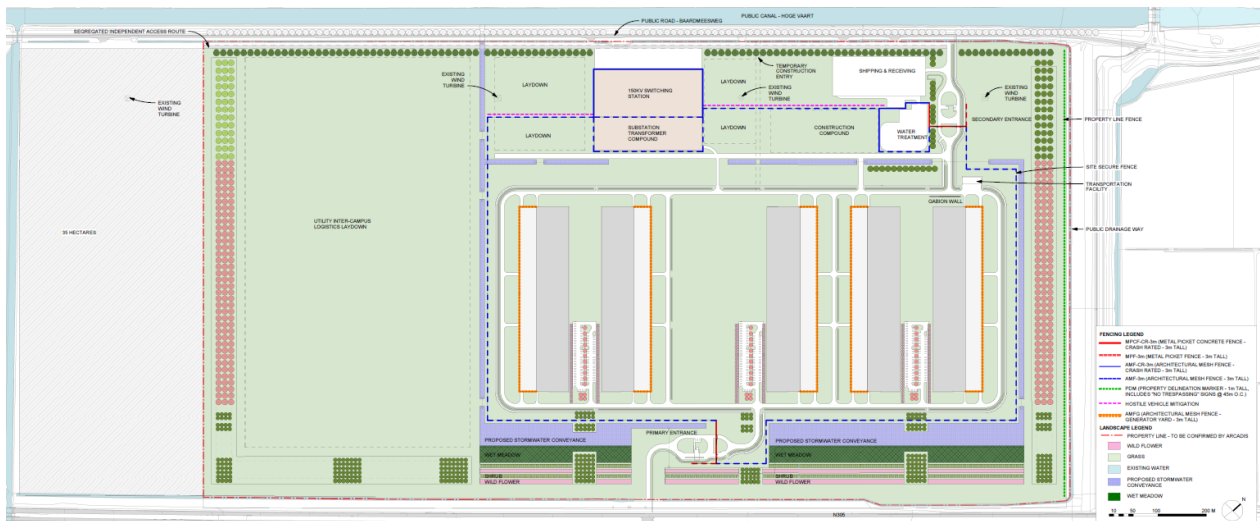 PUBLIC CANAL - HOGE VAART
PUBLIC ROAD - BAARDMEESWEG
SEGREGATED INDEPENDENT ACCESS ROUTE
EXISTING
WIND
TURBINE
LAYDOWN
150KV SWITCHING
STATION
LAYDOWN
TEMPORARY
CONSTRUCTION
ENTRY
EXISTING
WIND
TURBINE
SHIPPING & RECEIVING
EXISTING
WIND
TURBINE
EXISTING
WIND
TURBINE
SECONDARY ENTRANCE
PROPERTY LINE FENCE
LAYDOWN
SUBSTATION
TRANSFORMER
COMPOUND
LAYDOWN
CONSTRUCTION
COMPOUND
WATER
TREATMENT
SITE SECURE FENCE
TRANSPORTATION
FACILITY
GABION WALL
UTILITY INTER-CAMPUS
LOGISTICS LAYDOWN
35 HECTARES
PUBLIC DRAINAGE WAY
PRIMARY ENTRANCE
PROPOSED STORMWATER CONVEYANCE
PROPOSED STORMWATER CONVEYANCE
WET MEADOW
WET MEADOW
SHRUB
WILD FLOWER
SHRUB
WILD FLOWER
N305
FENCING LEGEND
MPCF-CR-3m (METAL PICKET CONCRETE FENCE -
CRASH RATED - 3m TALL)
MPF-3m (METAL PICKET FENCE - 3m TALL)
AMF-CR-3m (ARCHITECTURAL MESH FENCE -
CRASH RATED - 3m TALL)
AMF-3m (ARCHITECTURAL MESH FENCE - 3m TALL)
PDM (PROPERTY DELINEATION MARKER - 1m TALL,
INCLUDES "NO TRESPASSING" SIGNS @ 45m O.C.)
HOSTILE VEHICLE MITIGATION
AMFG (ARCHITECTURAL MESH FENCE -
GENERATOR YARD - 3m TALL)
LANDSCAPE LEGEND
PROPERTY LINE - TO BE CONFIRMED BY ARCADIS
WILD FLOWER
GRASS
EXISTING WATER
PROPOSED STORMWATER
CONVEYANCE
WET MEADOW
10 50 100 200 M
N